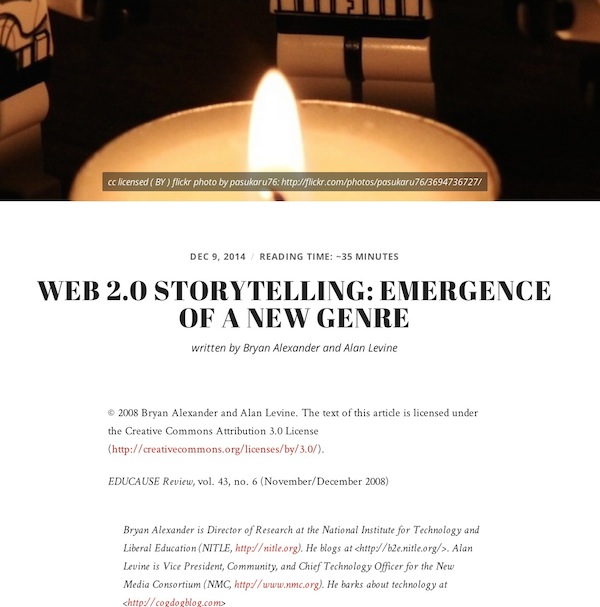 cc licensed ( BY ) flickr photo by pasukaru76: http://flickr.com/photos/pasukaru76/3694736727/
DEC 9, 2014 / READING TIME: ~35 MINUTES
WEB 2.0 STORYTELLING: EMERGENCE
OF A NEW GENRE
written by Bryan Alexander and Alan Levine
© 2008 Bryan Alexander and Alan Levine. The text of this article is licensed under
the Creative Commons Attribution 3.0 License
(http://creativecommons.org/licenses/by/3.0/).
EDUCAUSE Review, vol. 43, no. 6 (November/December 2008)
Bryan Alexander is Director of Research at the National Institute for Technology and
Liberal Education (NITLE, http://nitle.org). He blogs at <http://b2e.nitle.org/>. Alan
Levine is Vice President, Community, and Chief Technology Officer for the New
Media Consortium (NMC, http://www.nmc.org). He barks about technology at
<http://cogdogblog.com>